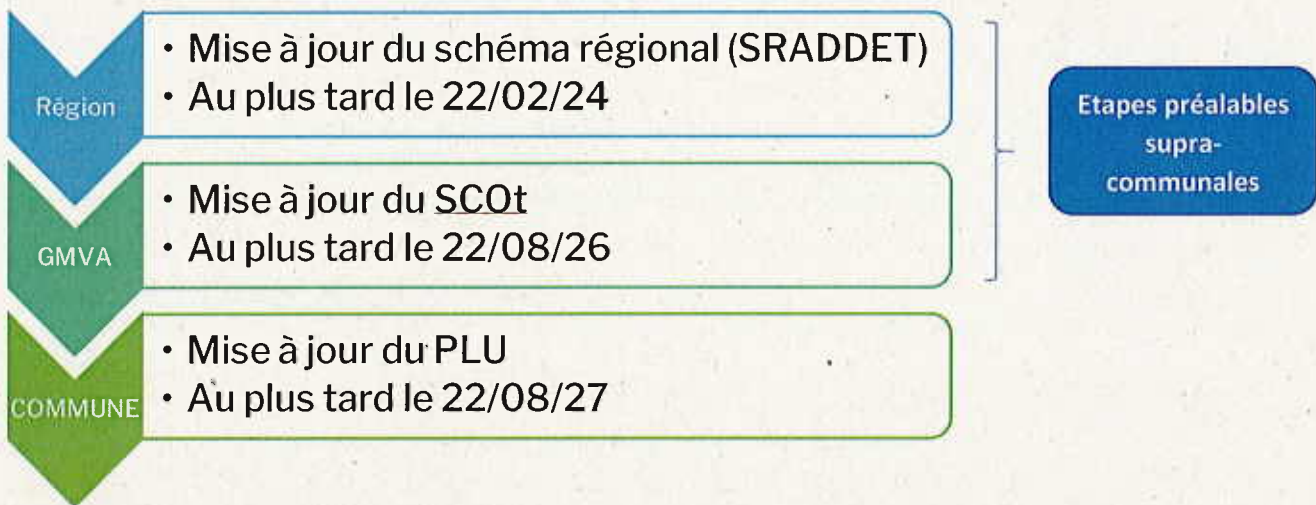 Région
• Mise à jour du schéma régional (SRADDET)
• Au plus tard le 22/02/24
GMVA
• Mise à jour du SCOt
• Au plus tard le 22/08/26
COMMUNE
• Mise à jour du PLU
• Au plus tard le 22/08/27
Etapes préalables
supra-
communales